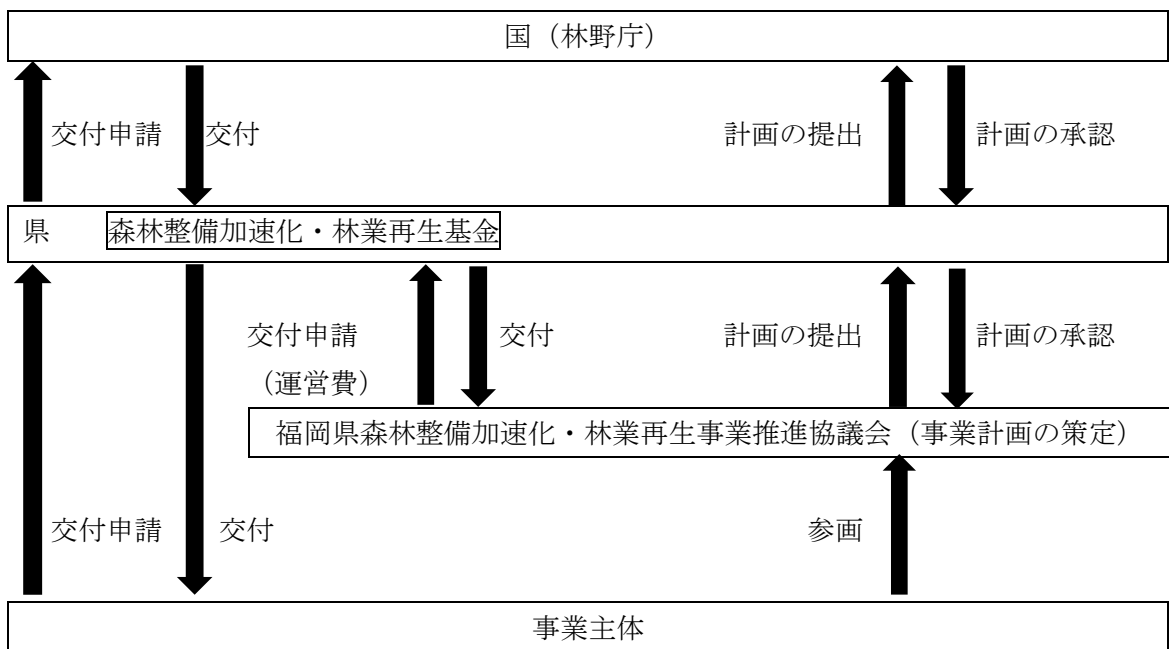 国（林野庁）
交付申請
交付
計画の提出
計画の承認
県
森林整備加速化・林業再生基金
交付申請
（運営費）
交付
計画の提出
計画の承認
福岡県森林整備加速化・林業再生事業推進協議会（事業計画の策定）
交付申請
交付
参画
事業主体